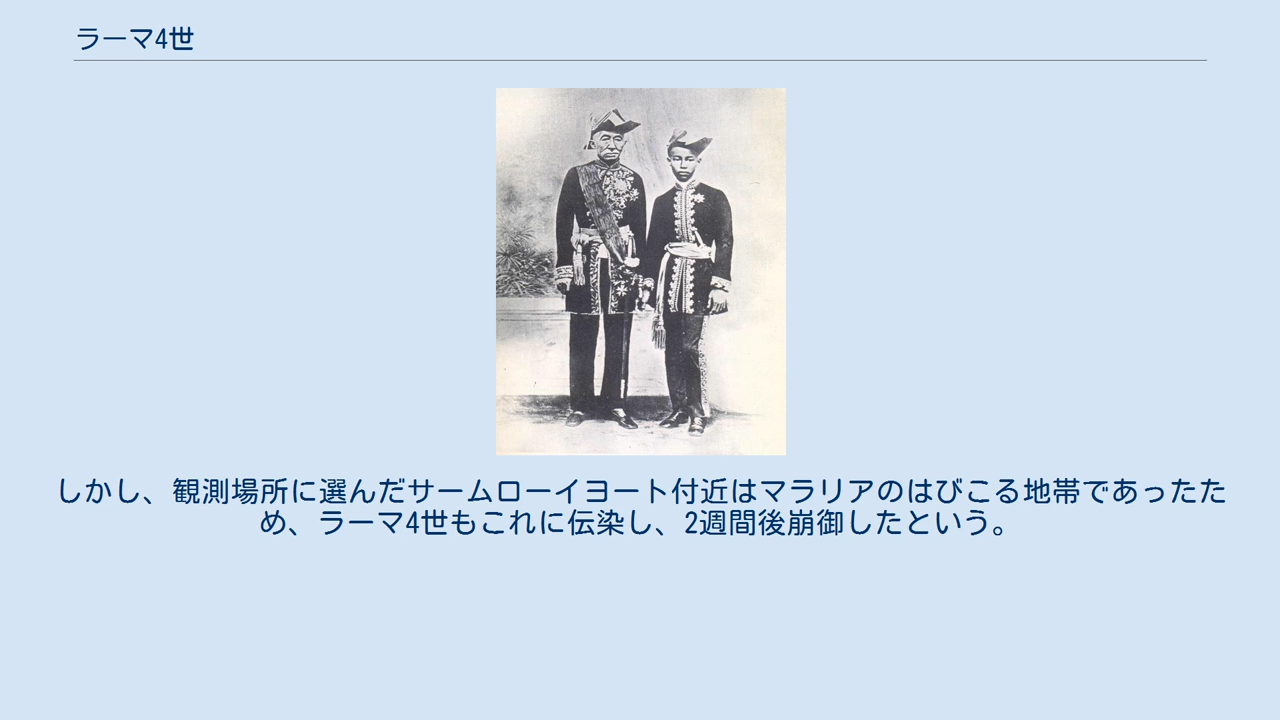 ラーマ4世
しかし、観測場所に選んだサームローイヨート付近はマラリアのはびこる地帯であったた
め、ラーマ4世もこれに伝染し、2週間後崩御したという。